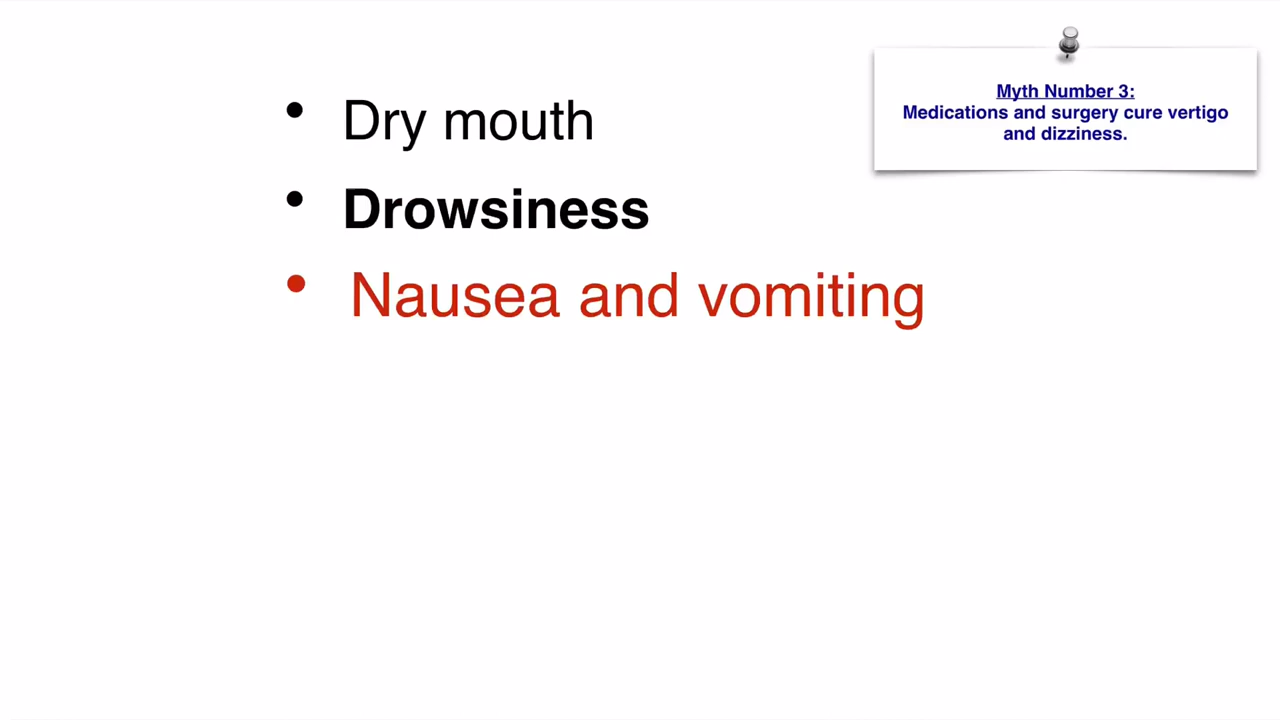 Myth Number 3:
Medications and surgery cure vertigo
and dizziness.
• Dry mouth
• Drowsiness
• Nausea and vomiting